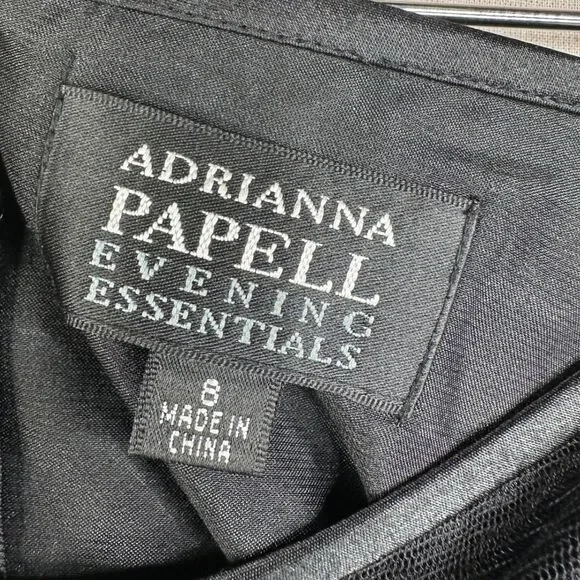 ADRIANNA
PAPELL
EVENING
ESSENTIALS
8
MADE IN
CHINA